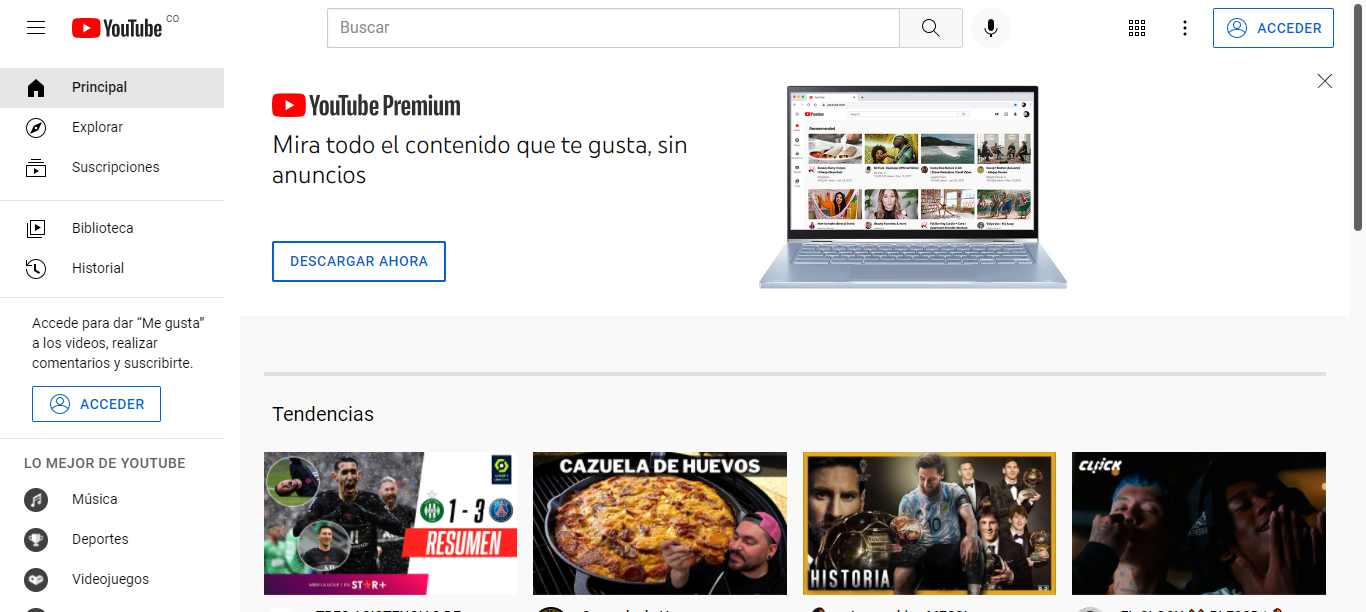 YouTube CO
Buscar
ACCEDER
Principal
Explorar
Suscripciones
Biblioteca
Historial
Accede para dar “Me gusta”
a los videos, realizar
comentarios y suscribirte.
ACCEDER
LO MEJOR DE YOUTUBE
Música
Deportes
Videojuegos
YouTube Premium
Mira todo el contenido que te gusta, sin
anuncios
DESCARGAR AHORA
Tendencias
1 - 3
RESUMEN
STAR+
CAZUELA DE HUEVOS
HISTORIA
CLIICK